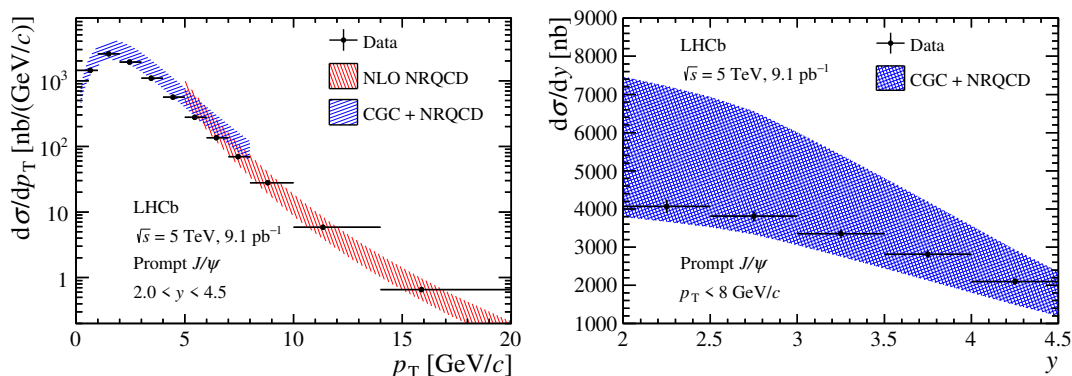 dσ/dp_T [nb/(GeV/c)]
10³
10²
10
1
Data
NLO NRQCD
CGC + NRQCD
LHCb
√s = 5 TeV, 9.1 pb⁻¹
Prompt J/ψ
2.0 < y < 4.5
0 5 10 15 20
p_T [GeV/c]
dσ/dy [nb]
9000
8000
7000
6000
5000
4000
3000
2000
1000
LHCb
√s = 5 TeV, 9.1 pb⁻¹
Data
CGC + NRQCD
Prompt J/ψ
p_T < 8 GeV/c
2 2.5 3 3.5 4 4.5
y